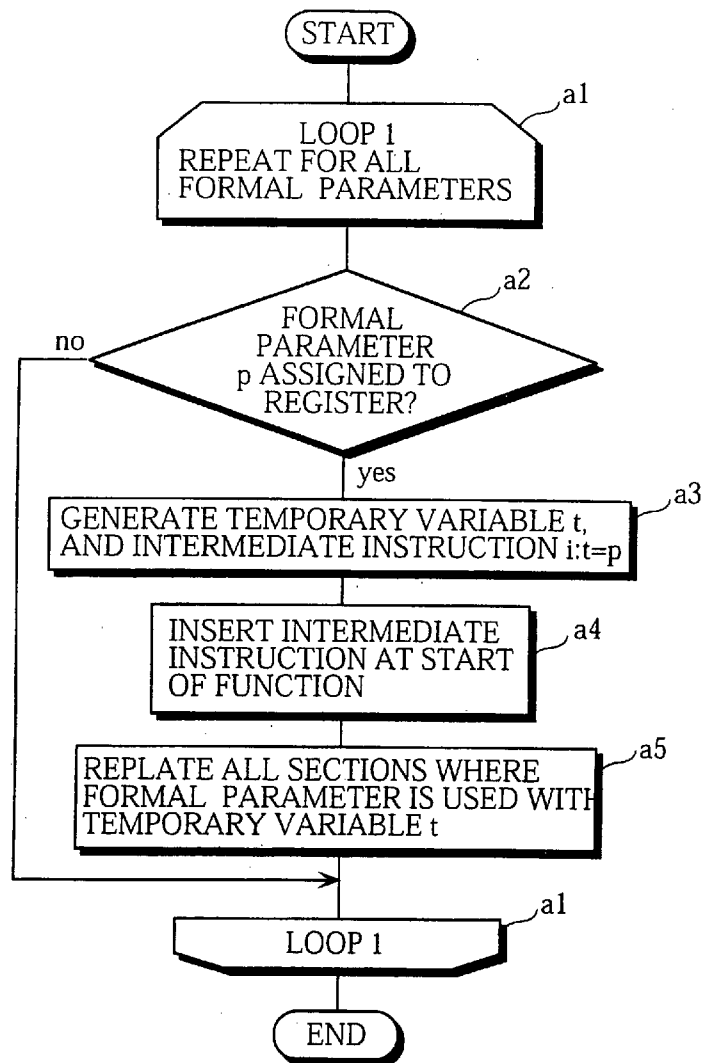 START
a1
LOOP 1
REPEAT FOR ALL
FORMAL PARAMETERS
a2
FORMAL
PARAMETER
p ASSIGNED TO
REGISTER?
no
yes
a3
GENERATE TEMPORARY VARIABLE t,
AND INTERMEDIATE INSTRUCTION i:t=p
a4
INSERT INTERMEDIATE
INSTRUCTION AT START
OF FUNCTION
a5
REPLATE ALL SECTIONS WHERE
FORMAL PARAMETER IS USED WITH
TEMPORARY VARIABLE t
a1
LOOP 1
END